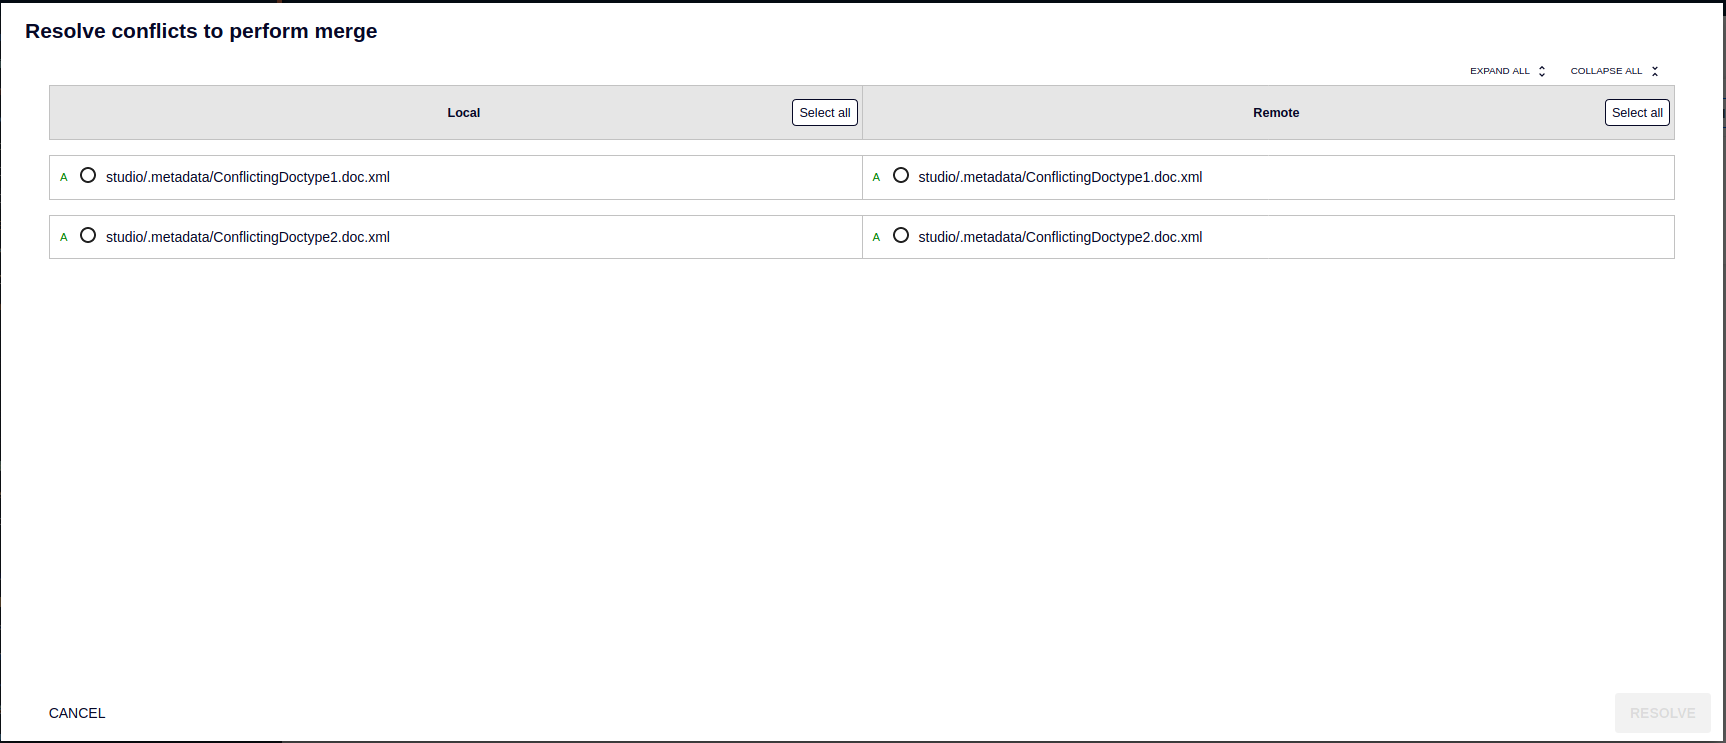 Resolve conflicts to perform merge
EXPAND ALL COLLAPSE ALL
Local Select all Remote Select all
A studio/.metadata/ConflictingDoctype1.doc.xml A studio/.metadata/ConflictingDoctype1.doc.xml
A studio/.metadata/ConflictingDoctype2.doc.xml A studio/.metadata/ConflictingDoctype2.doc.xml
CANCEL RESOLVE